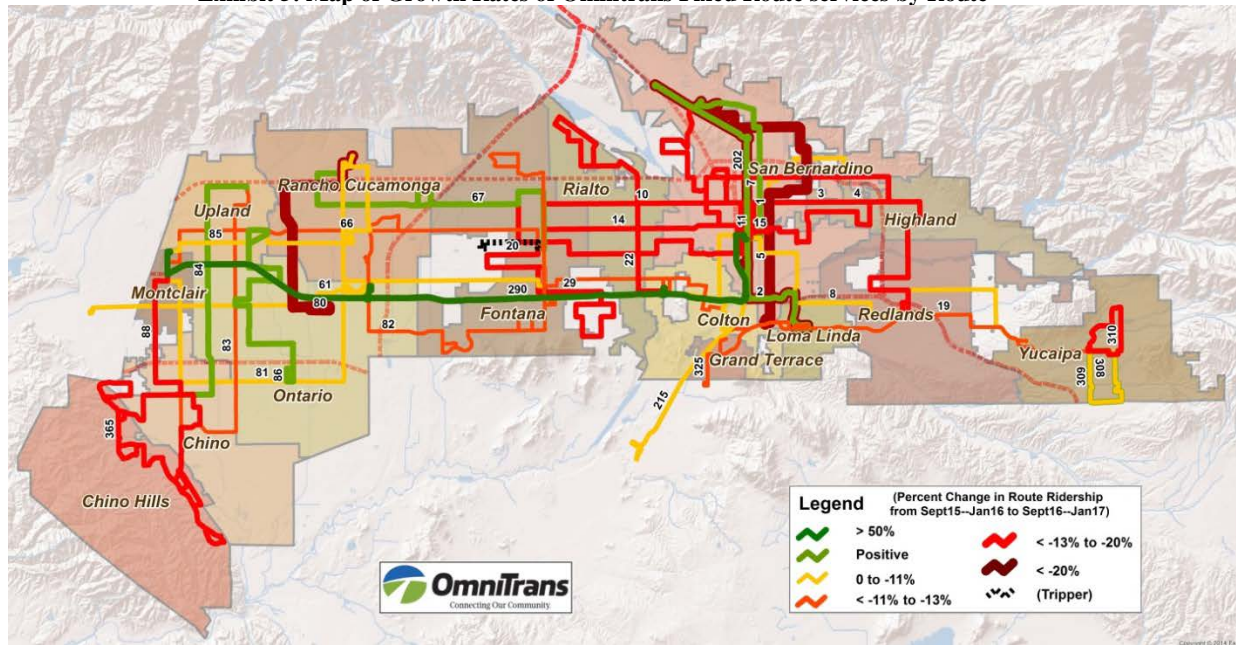 Exhibit 3: Map of Growth Rates of Omnitrans Fixed Route services by Route
San Bernardino
202
7
1
3
4
Rancho Cucamonga
Rialto
10
67
Highland
Upland
14
11
15
66
85
20
22
5
84
61
29
Montclair
80
290
2
8
19
Fontana
Colton
Redlands
Loma Linda
82
88
83
310
Yucaipa
Grand Terrace
325
308
309
81
86
Ontario
215
365
Chino
Chino Hills
Legend
(Percent Change in Route Ridership
from Sept15--Jan16 to Sept16--Jan17)
> 50%
Positive
0 to -11%
< -11% to -13%
< -13% to -20%
< -20%
(Tripper)
OmniTrans
Connecting Our Community.